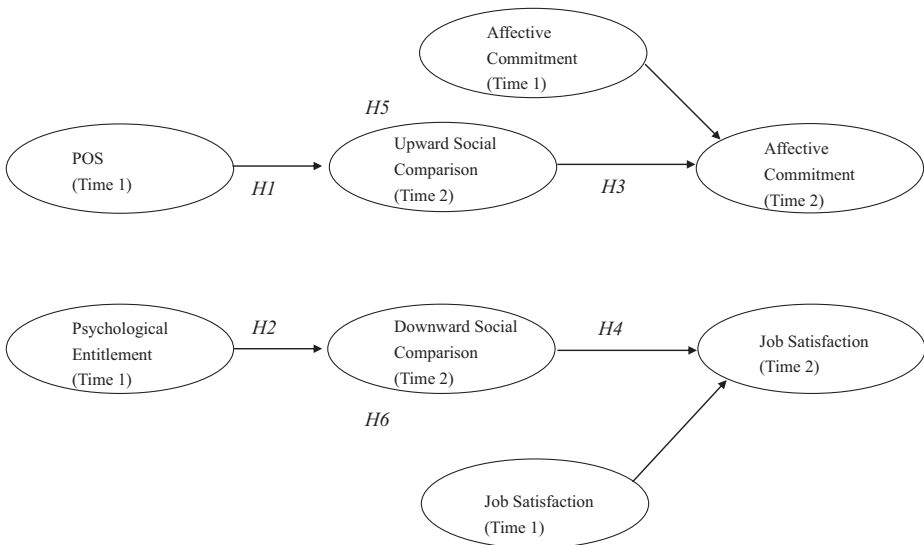 Affective
Commitment
(Time 1)
H5
POS
(Time 1)
H1
Upward Social
Comparison
(Time 2)
H3
Affective
Commitment
(Time 2)
Psychological
Entitlement
(Time 1)
H2
Downward Social
Comparison
(Time 2)
H4
Job Satisfaction
(Time 2)
H6
Job Satisfaction
(Time 1)